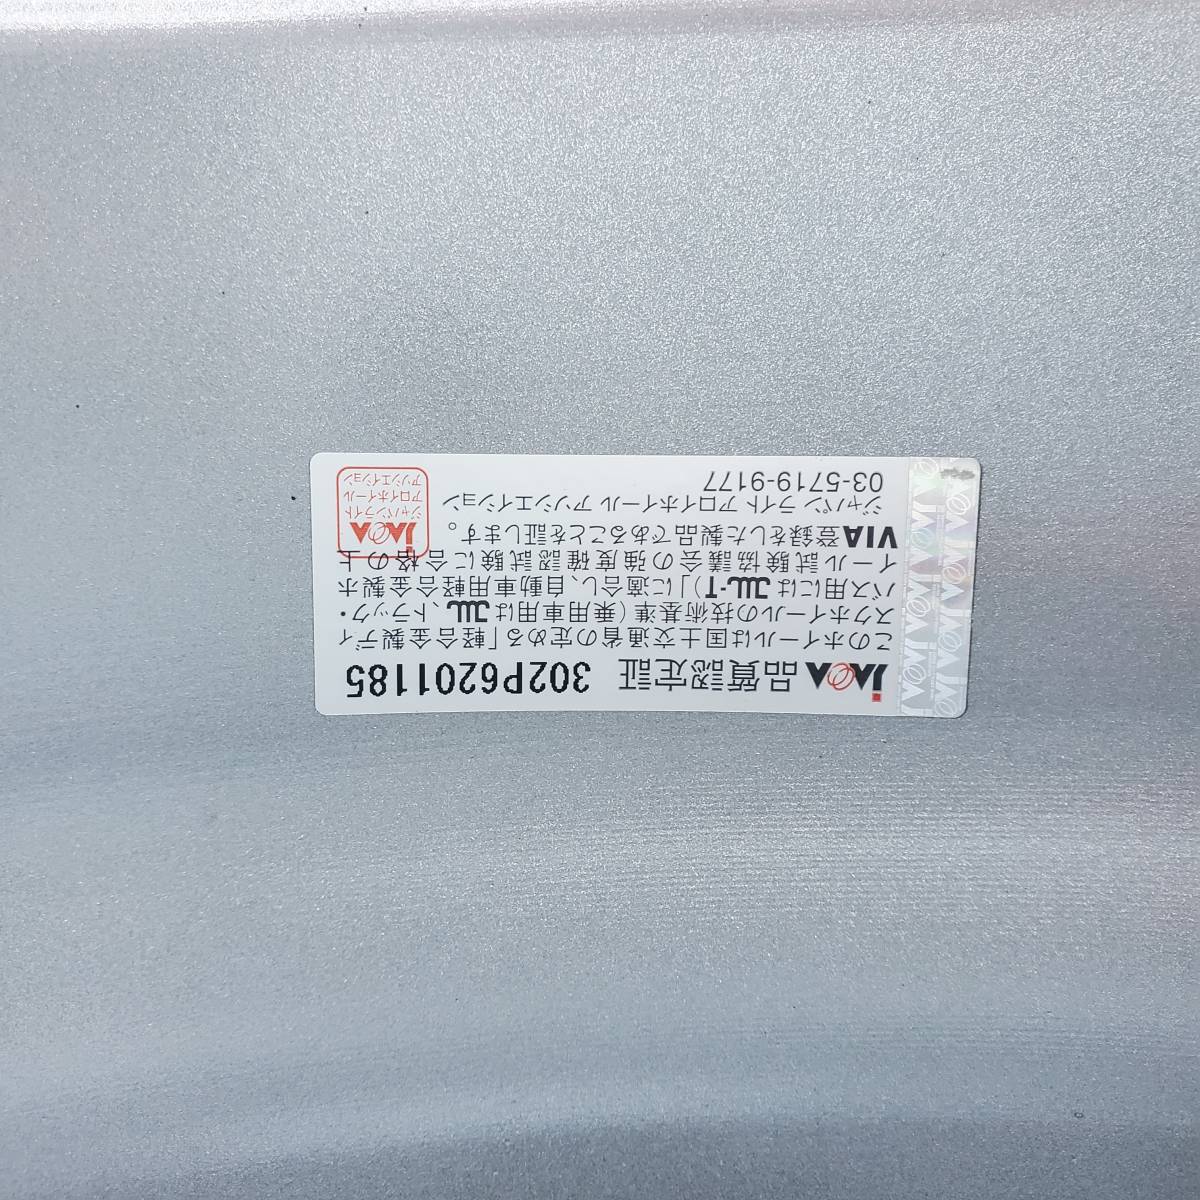 JAWA 品質認定証 302P6201185
このホイールは国土交通省の定める「軽合金製ディ
スクホイールの技術基準(乗用車用はJWL、トラック・
バス用にはJWL-T)」に適合し、自動車用軽合金製ホ
イール試験協議会の強度確認試験に合格の上
VIA登録をした製品であることを証します。
ジャパン ライト アロイホイール アソシエイション
03-5719-9177
JAWA
ジャパンライト
アロイホイール
アソシエイション